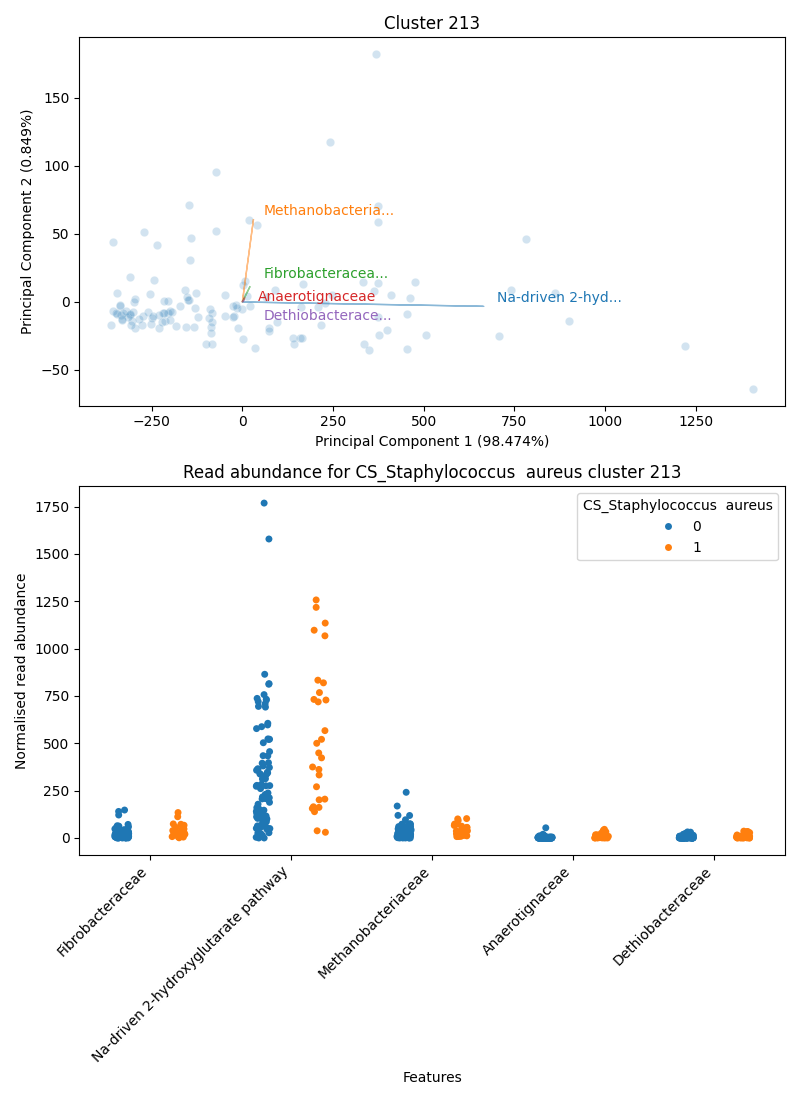 Cluster 213
Principal Component 2 (0.849%)
150
100
50
0
−50
Methanobacteria...
Fibrobacteracea...
Anaerotignaceae
Na-driven 2-hyd...
Dethiobacterace...
−250
0
250
500
750
1000
1250
Principal Component 1 (98.474%)
Read abundance for CS_Staphylococcus  aureus cluster 213
Normalised read abundance
1750
1500
1250
1000
750
500
250
0
CS_Staphylococcus  aureus
0
1
Fibrobacteraceae
Na-driven 2-hydroxyglutarate pathway
Methanobacteriaceae
Anaerotignaceae
Dethiobacteraceae
Features